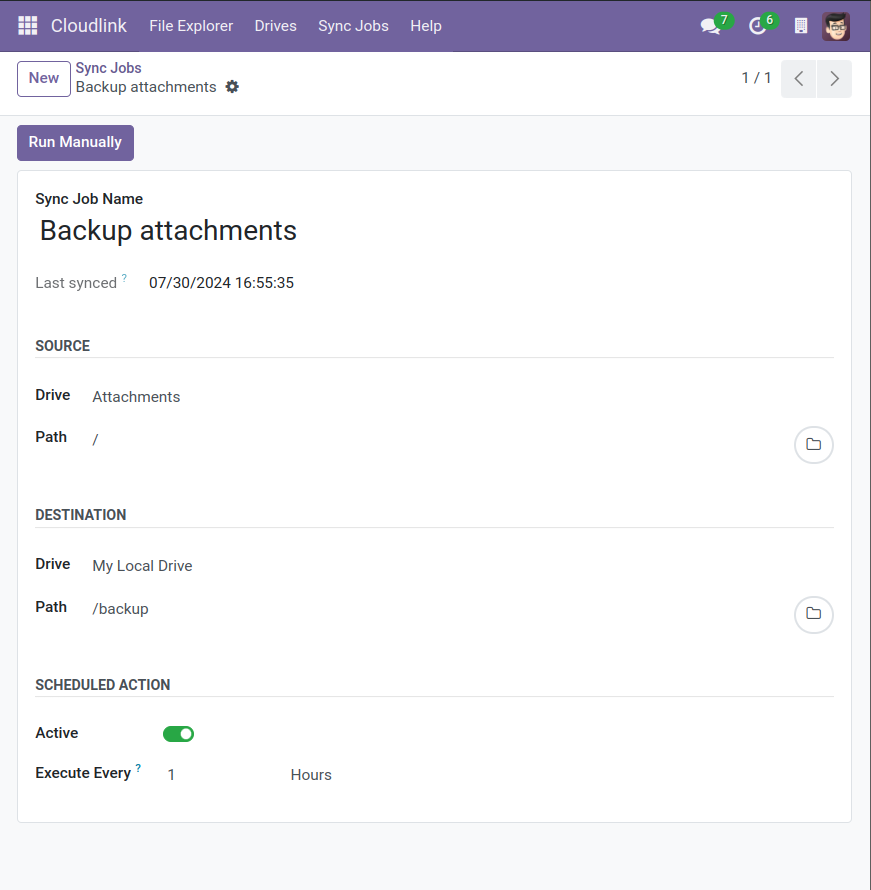 Cloudlink File Explorer Drives Sync Jobs Help 7 6
New
Sync Jobs
Backup attachments
1 / 1
Run Manually
Sync Job Name
Backup attachments
Last synced ? 07/30/2024 16:55:35
SOURCE
Drive Attachments
Path /
DESTINATION
Drive My Local Drive
Path /backup
SCHEDULED ACTION
Active
Execute Every ? 1 Hours